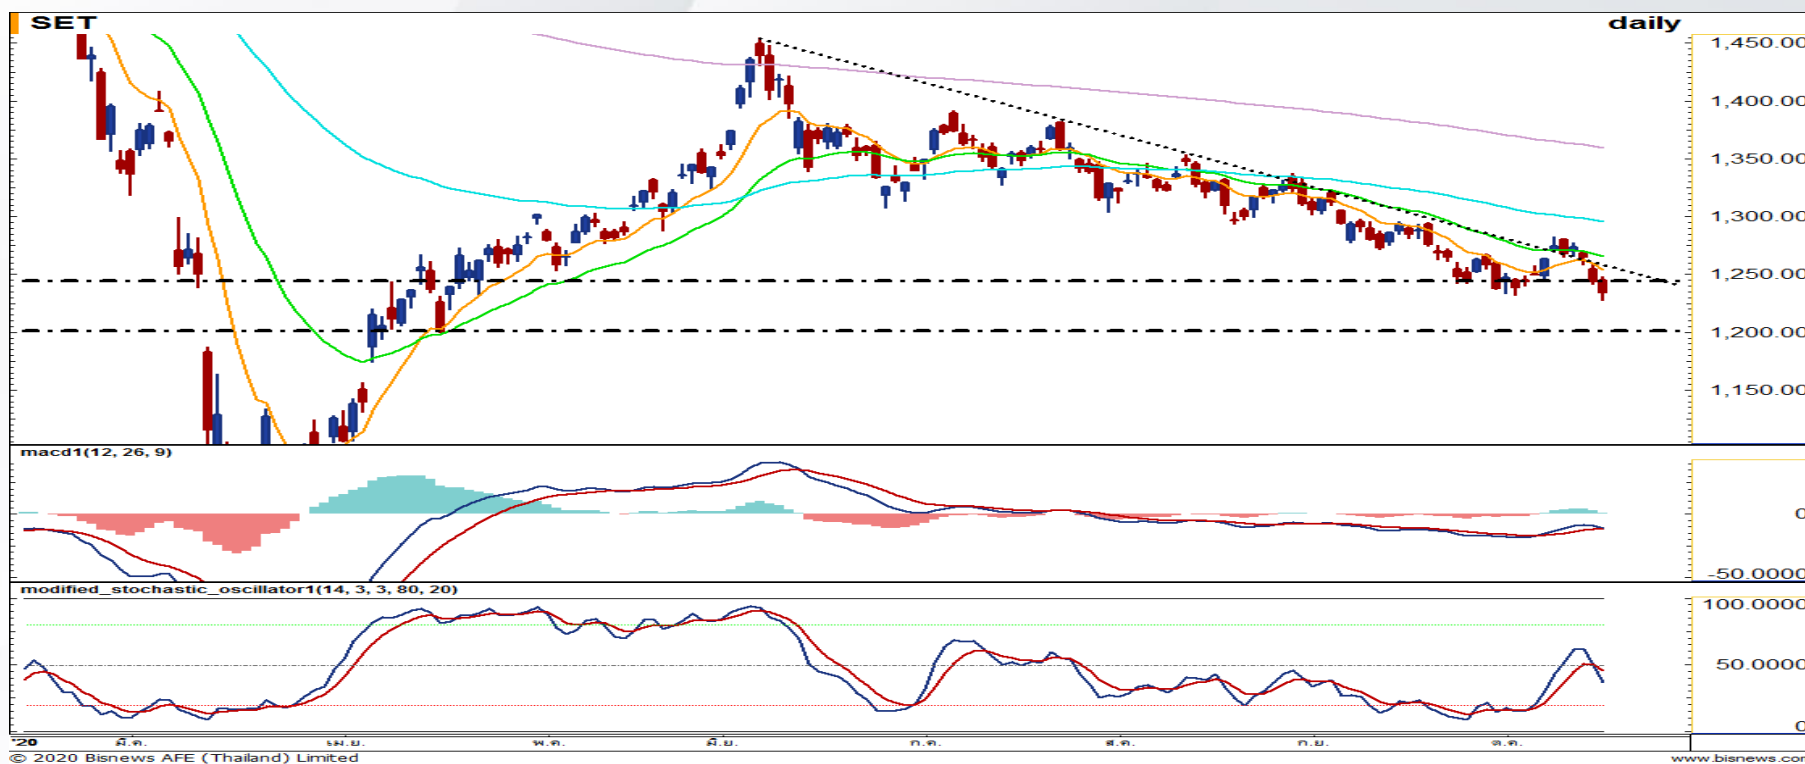 SET
daily
1,450.00
1,400.00
1,350.00
1,300.00
1,250.00
1,200.00
1,150.00
macd1(12, 26, 9)
0
-50.0000
modified_stochastic_oscillator1(14, 3, 3, 80, 20)
100.0000
50.0000
0
'20 มี.ค. เม.ย. พ.ค. มิ.ย. ก.ค. ส.ค. ก.ย. ต.ค.
© 2020 Bisnews AFE (Thailand) Limited
www.bisnews.com